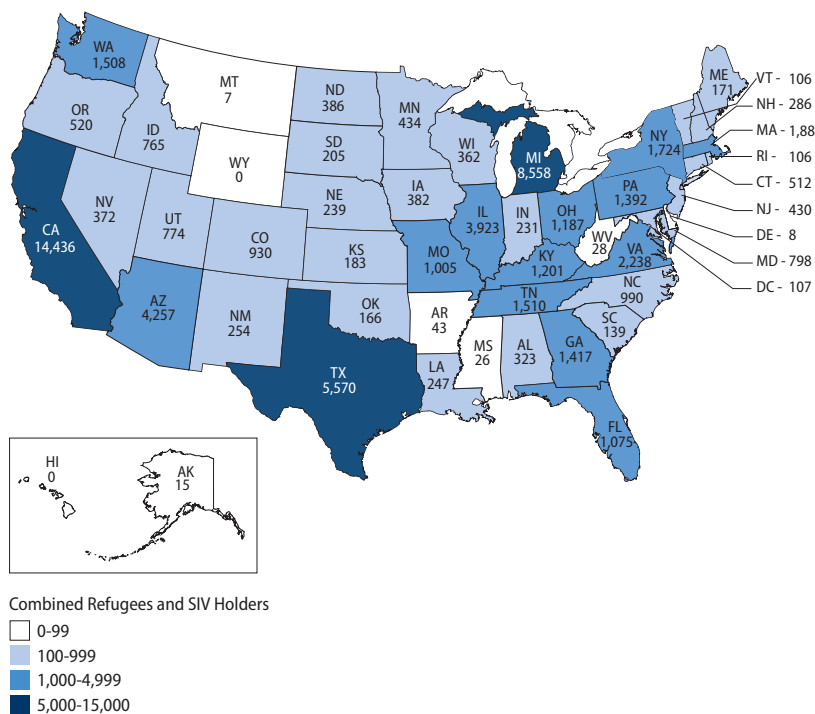 WA
1,508
MT
7
ND
386
MN
434
ME
171
VT - 106
NH - 286
MA - 1,88
RI - 106
CT - 512
NJ - 430
DE - 8
MD - 798
DC - 107
OR
520
ID
765
WY
0
SD
205
WI
362
MI
8,558
NY
1,724
CA
14,436
NV
372
UT
774
CO
930
NE
239
KS
183
IA
382
MO
1,005
IL
3,923
IN
231
OH
1,187
PA
1,392
WV
28
VA
2,238
KY
1,201
AZ
4,257
NM
254
OK
166
AR
43
TN
1,510
NC
990
SC
139
TX
5,570
LA
247
MS
26
AL
323
GA
1,417
FL
1,075
HI
0
AK
15
Combined Refugees and SIV Holders
0-99
100-999
1,000-4,999
5,000-15,000